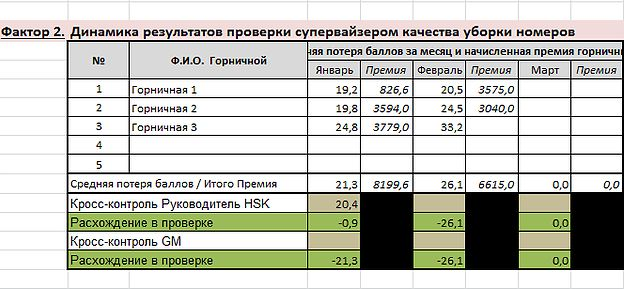 Фактор 2. Динамика результатов проверки супервайзером качества уборки номеров
№ Ф.И.О. Горничной няя потеря баллов за месяц и начисленная премия горничны
Январь Премия Февраль Премия Март Премия
1 Горничная 1 19,2 826,6 20,5 3575,0
2 Горничная 2 19,8 3594,0 24,5 3040,0
3 Горничная 3 24,8 3779,0 33,2
4
5
Средняя потеря баллов / Итого Премия 21,3 8199,6 26,1 6615,0 0,0 0,0
Кросс-контроль Руководитель HSK 20,4
Расхождение в проверке -0,9 -26,1 0,0
Кросс-контроль GM
Расхождение в проверке -21,3 -26,1 0,0